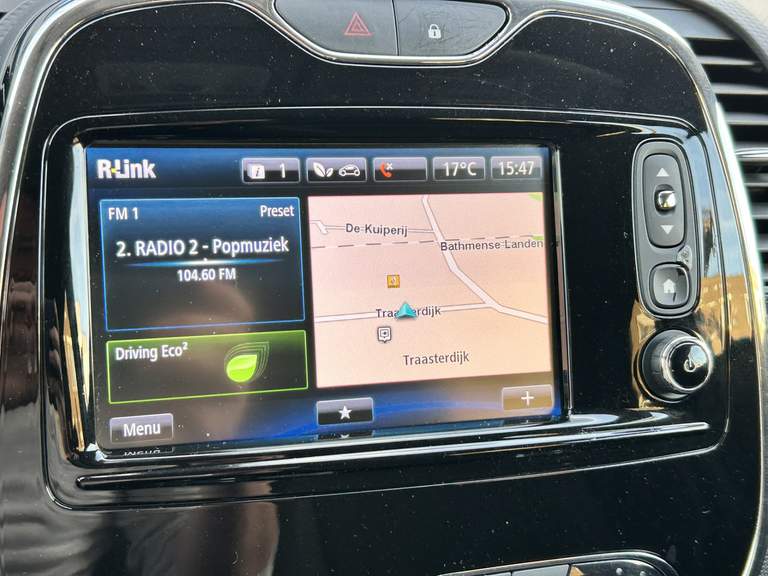 R-Link
1
17°C
15:47
FM 1
Preset
2. RADIO 2 - Popmuziek
104.60 FM
De Kuiperij
Bathmense-Landen
Traasterdijk
Driving Eco²
Menu